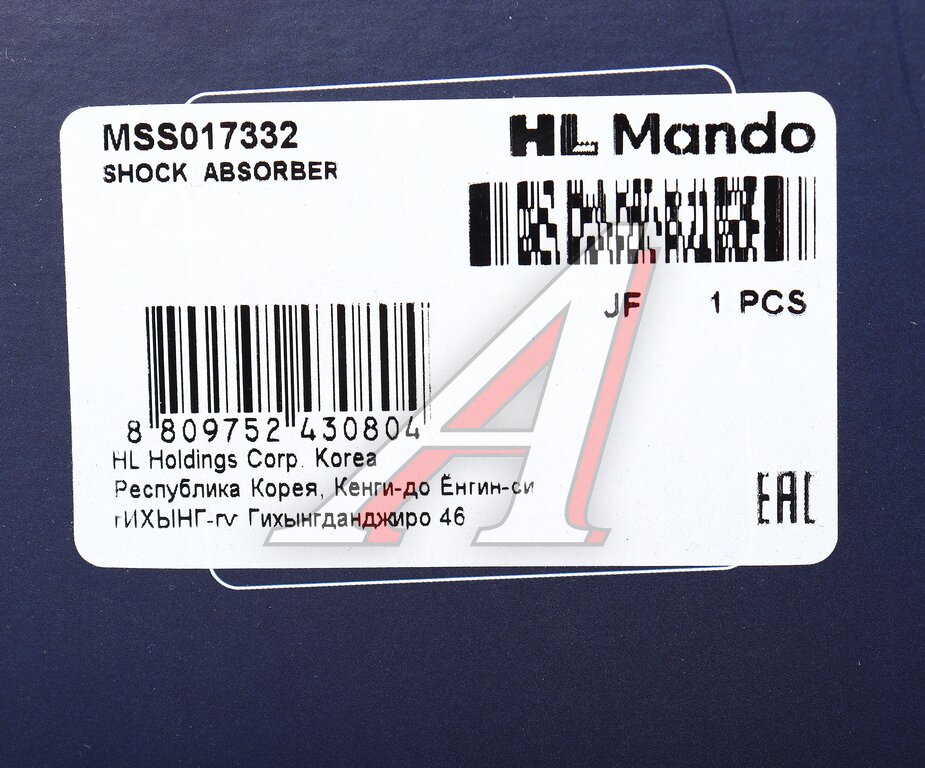 MSS017332
SHOCK ABSORBER
HL Mando
JF 1 PCS
8 809752 430804
HL Holdings Corp. Korea
Республика Корея, Кенги-до Ёнгин-си
гИХЫНГ-гу Гихынгданджиро 46
EAC